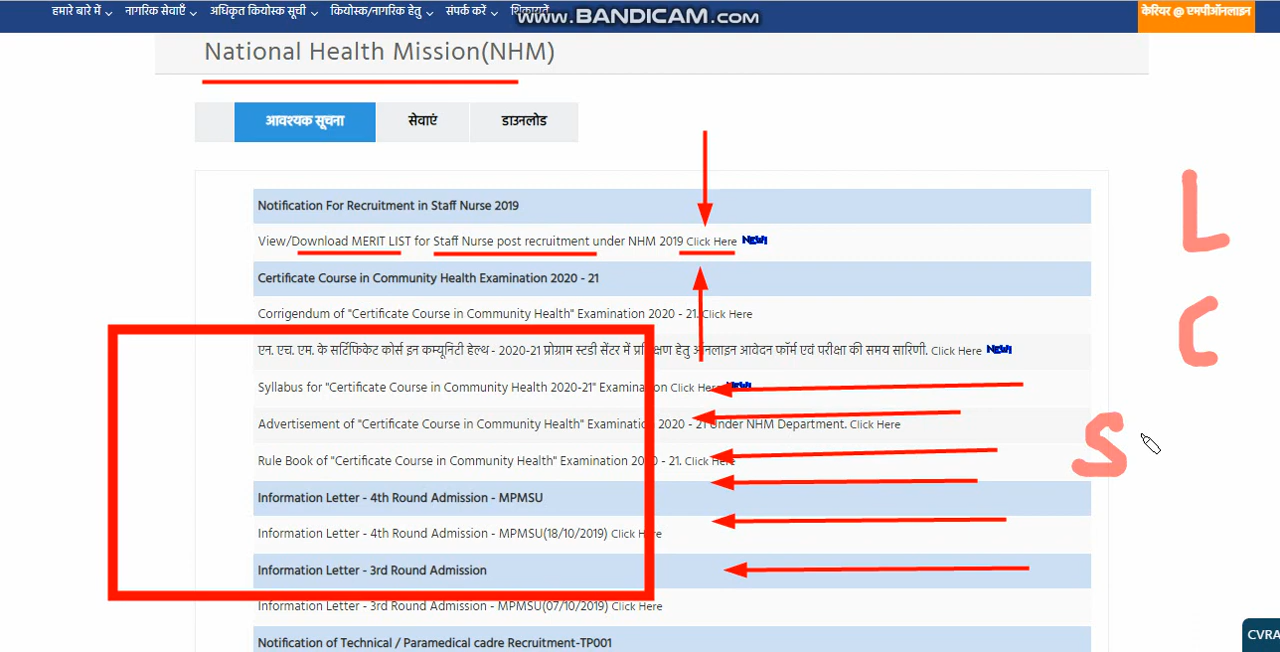 हमारे बारे में नागरिक सेवाएँ अधिकृत कियोस्क सूची कियोस्क/नागरिक हेतु संपर्क करें शिकायतें
www.BANDICAM.com
केरियर @ एमपीऑनलाइन
National Health Mission(NHM)
आवश्यक सूचना सेवाएं डाउनलोड
Notification For Recruitment in Staff Nurse 2019
View/Download MERIT LIST for Staff Nurse post recruitment under NHM 2019 Click Here NEW!
Certificate Course in Community Health Examination 2020 - 21
Corrigendum of "Certificate Course in Community Health" Examination 2020 - 21. Click Here
एन. एच. एम. के सर्टिफिकेट कोर्स इन कम्यूनिटी हेल्थ - 2020-21 प्रोग्राम स्टडी सेंटर में प्रशिक्षण हेतु ऑनलाइन आवेदन फॉर्म एवं परीक्षा की समय सारिणी. Click Here NEW!
Syllabus for "Certificate Course in Community Health 2020-21" Examination Click Here NEW!
Advertisement of "Certificate Course in Community Health" Examination 2020 - 21 Under NHM Department. Click Here
Rule Book of "Certificate Course in Community Health" Examination 2020 - 21. Click Here
Information Letter - 4th Round Admission - MPMSU
Information Letter - 4th Round Admission - MPMSU(18/10/2019) Click Here
Information Letter - 3rd Round Admission
Information Letter - 3rd Round Admission - MPMSU(07/10/2019) Click Here
Notification of Technical / Paramedical cadre Recruitment-TP001
L
C
S
CVRA